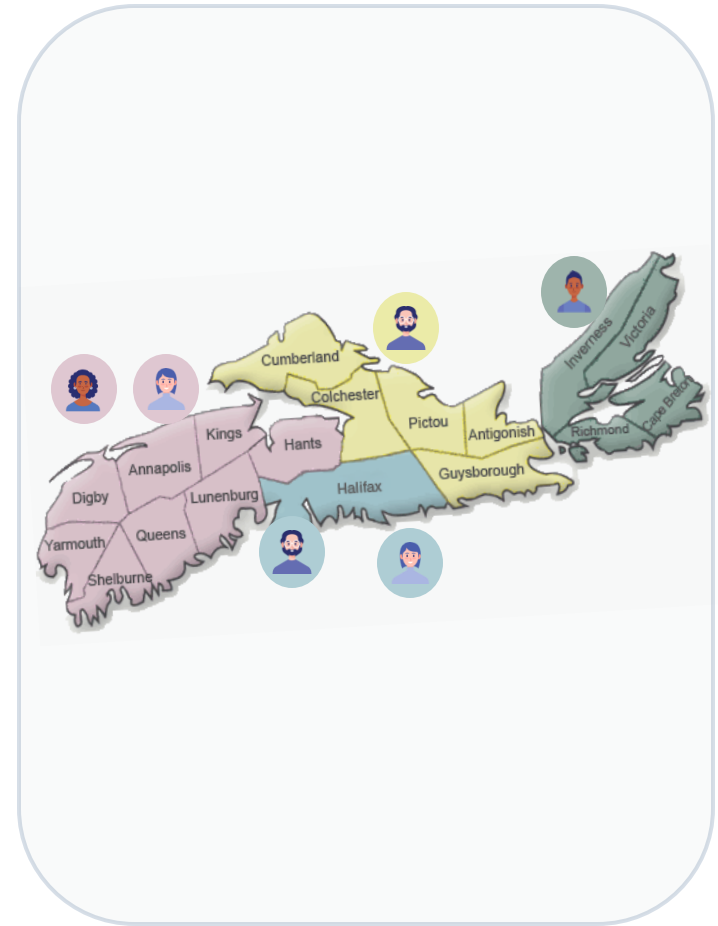 Cumberland
Colchester
Pictou
Antigonish
Guysborough
Inverness
Victoria
Cape Breton
Richmond
Kings
Hants
Annapolis
Digby
Lunenburg
Halifax
Yarmouth
Queens
Shelburne